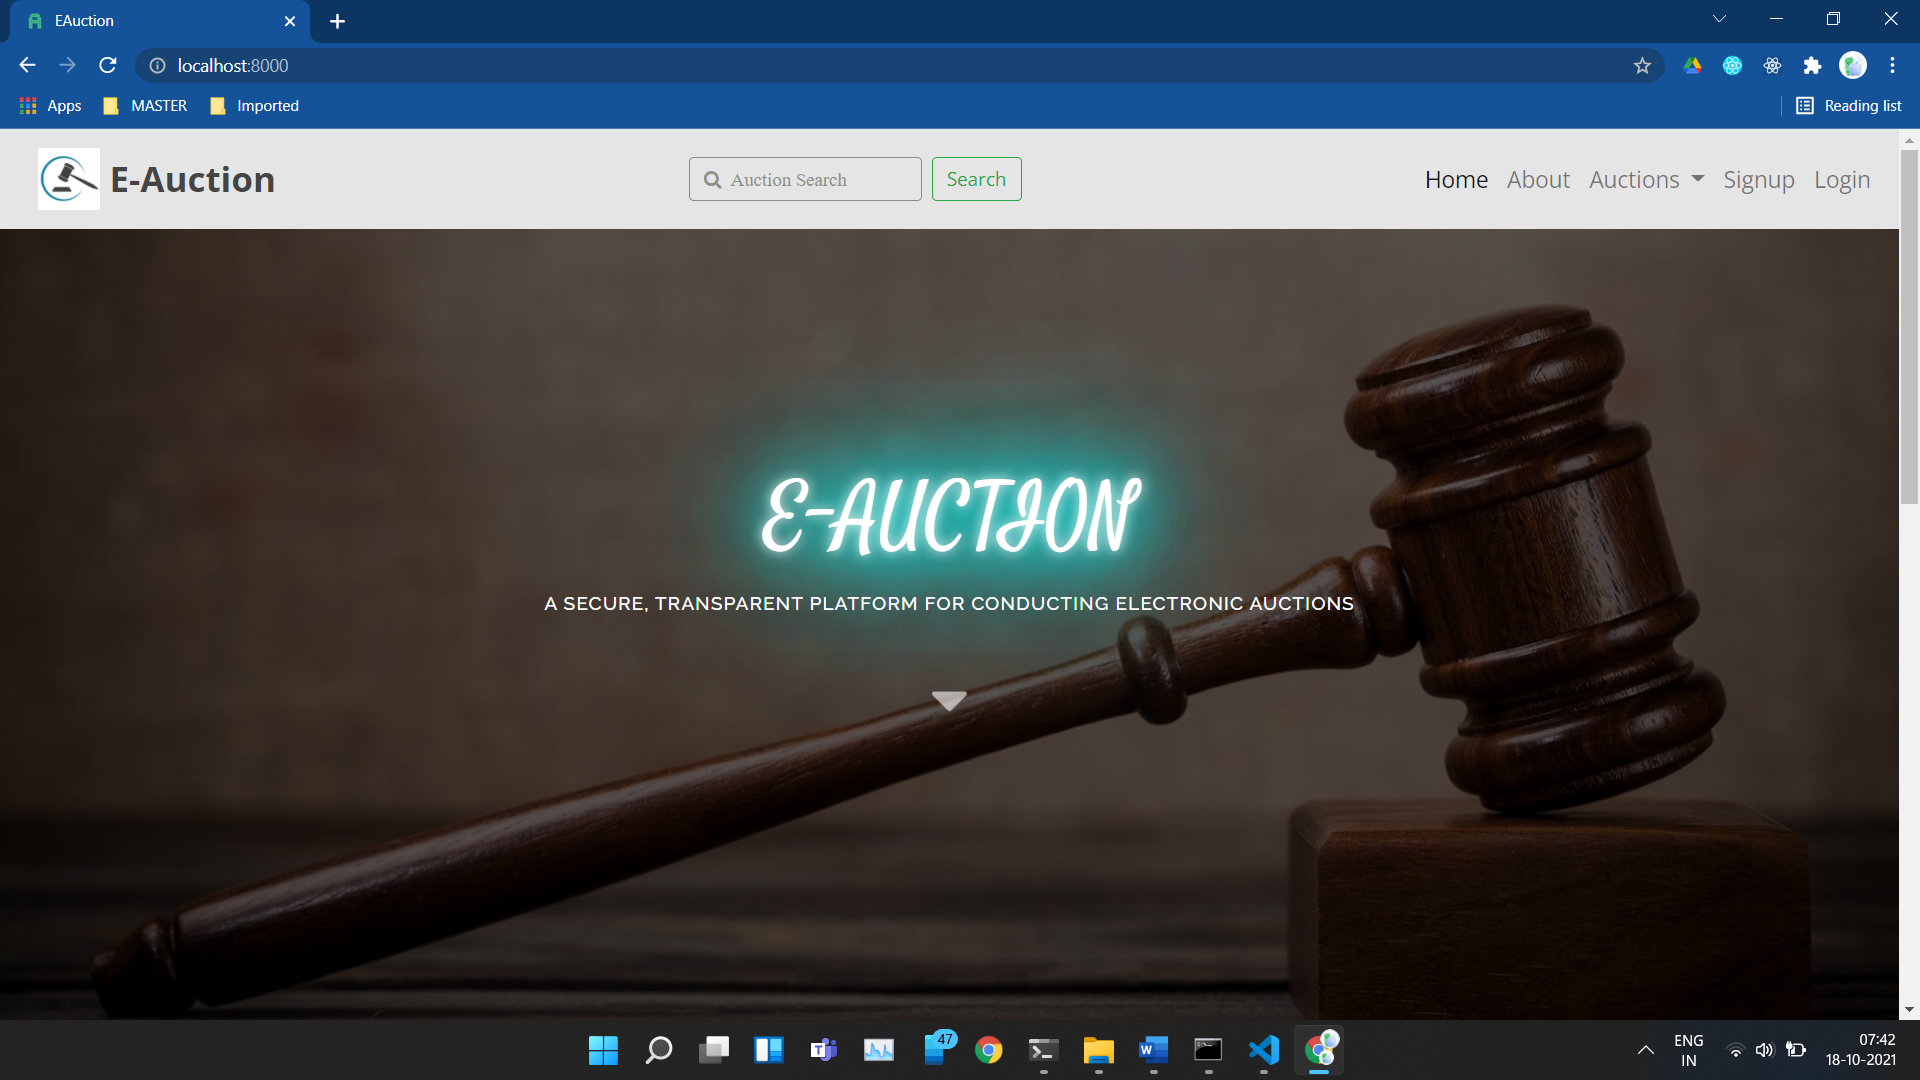 EAuction
localhost:8000
Apps
MASTER
Imported
Reading list
E-Auction
Auction Search
Search
Home
About
Auctions
Signup
Login
E-AUCTION
A SECURE, TRANSPARENT PLATFORM FOR CONDUCTING ELECTRONIC AUCTIONS
47
ENG
IN
07:42
18-10-2021